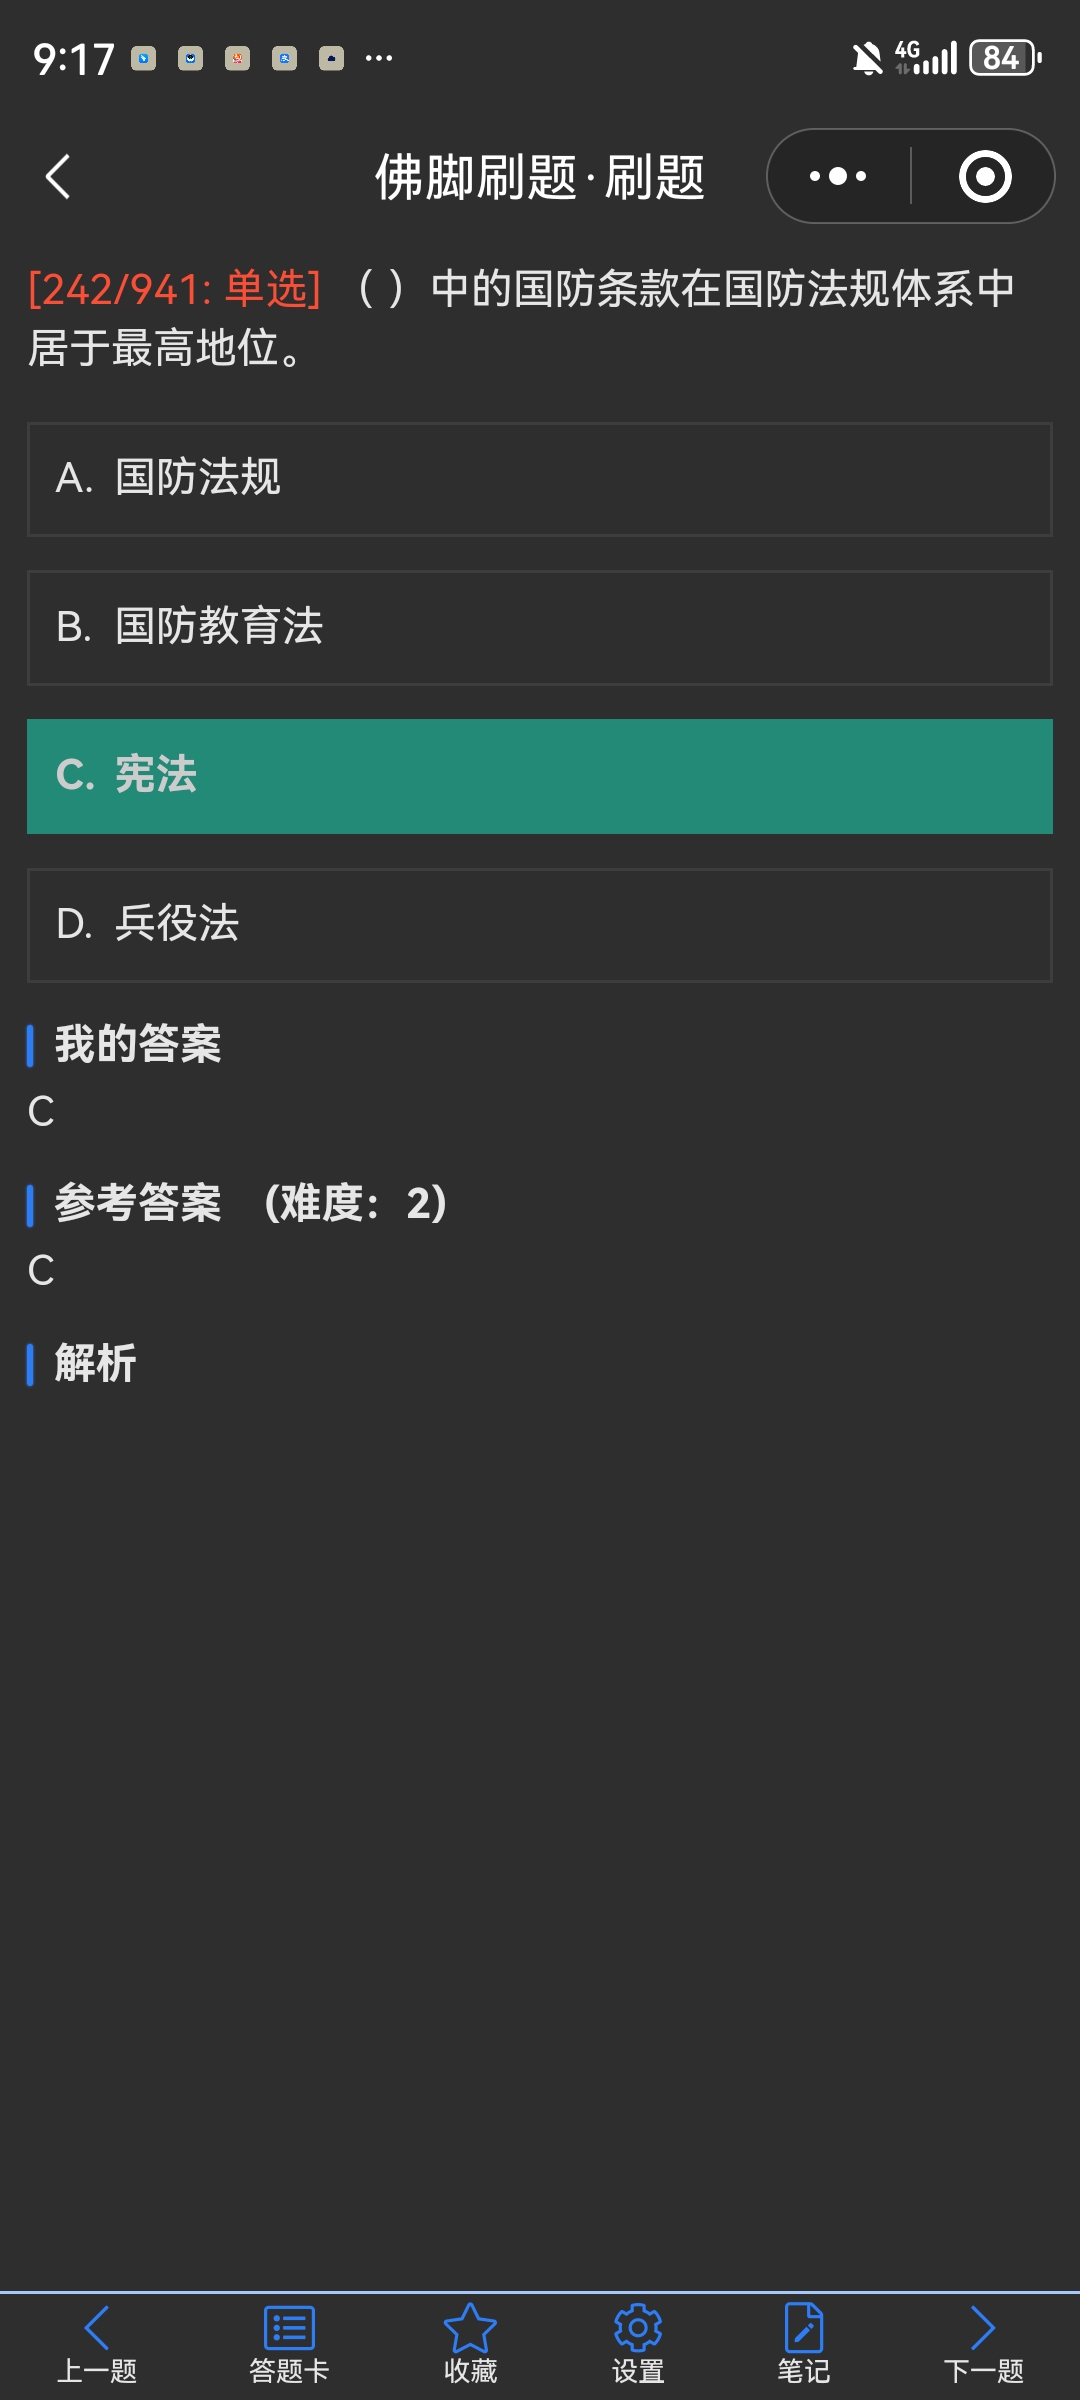 9:17
4G
84
佛脚刷题·刷题
[242/941: 单选] （ ）中的国防条款在国防法规体系中
居于最高地位。
A. 国防法规
B. 国防教育法
C. 宪法
D. 兵役法
我的答案
C
参考答案 (难度：2)
C
解析
上一题 答题卡 收藏 设置 笔记 下一题